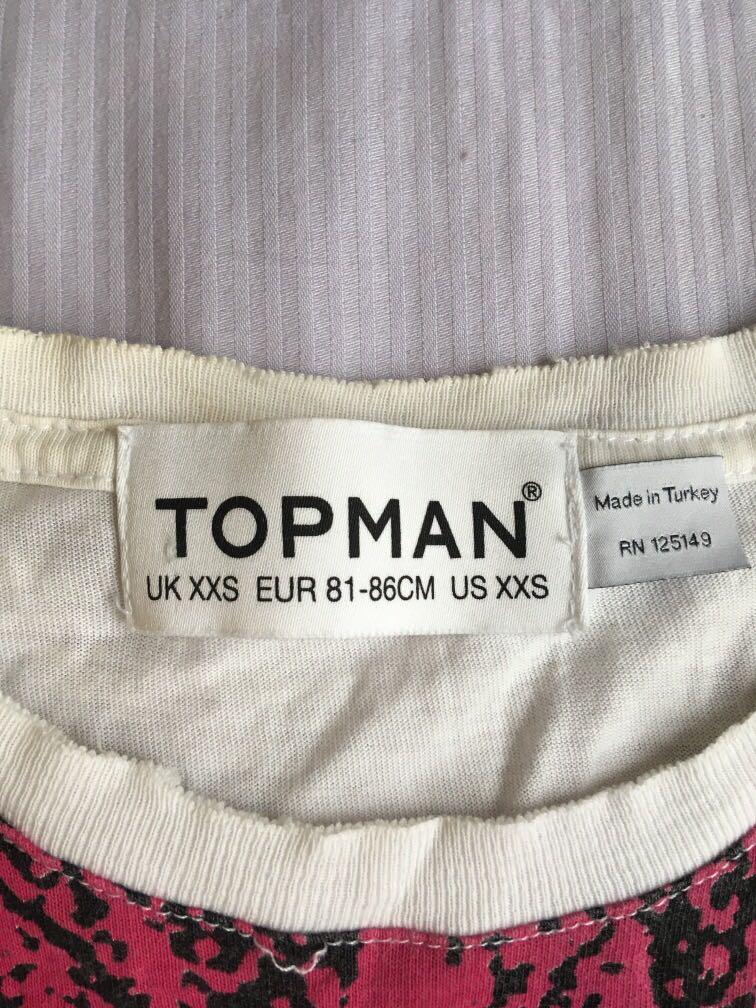 TOPMAN®
UK XXS EUR 81-86CM US XXS
Made in Turkey
RN 125149